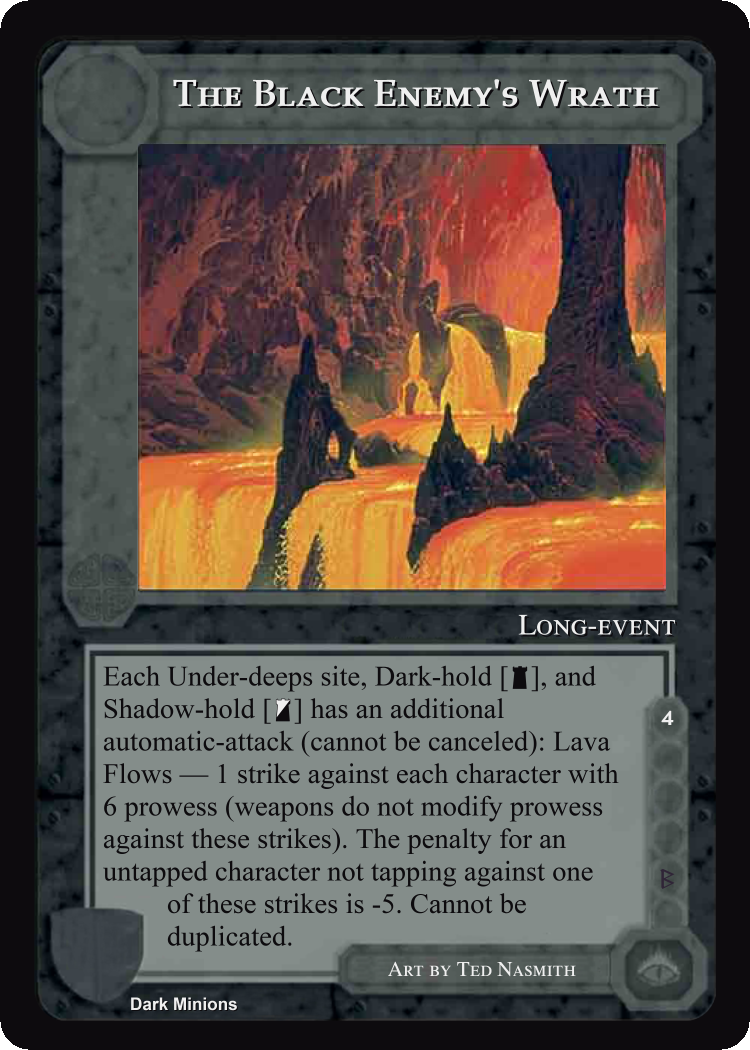 The Black Enemy's Wrath
Long-event
Each Under-deeps site, Dark-hold [], and
Shadow-hold [] has an additional
automatic-attack (cannot be canceled): Lava
Flows — 1 strike against each character with
6 prowess (weapons do not modify prowess
against these strikes). The penalty for an
untapped character not tapping against one
of these strikes is -5. Cannot be
duplicated.
4
ᛒ
Art by Ted Nasmith
Dark Minions